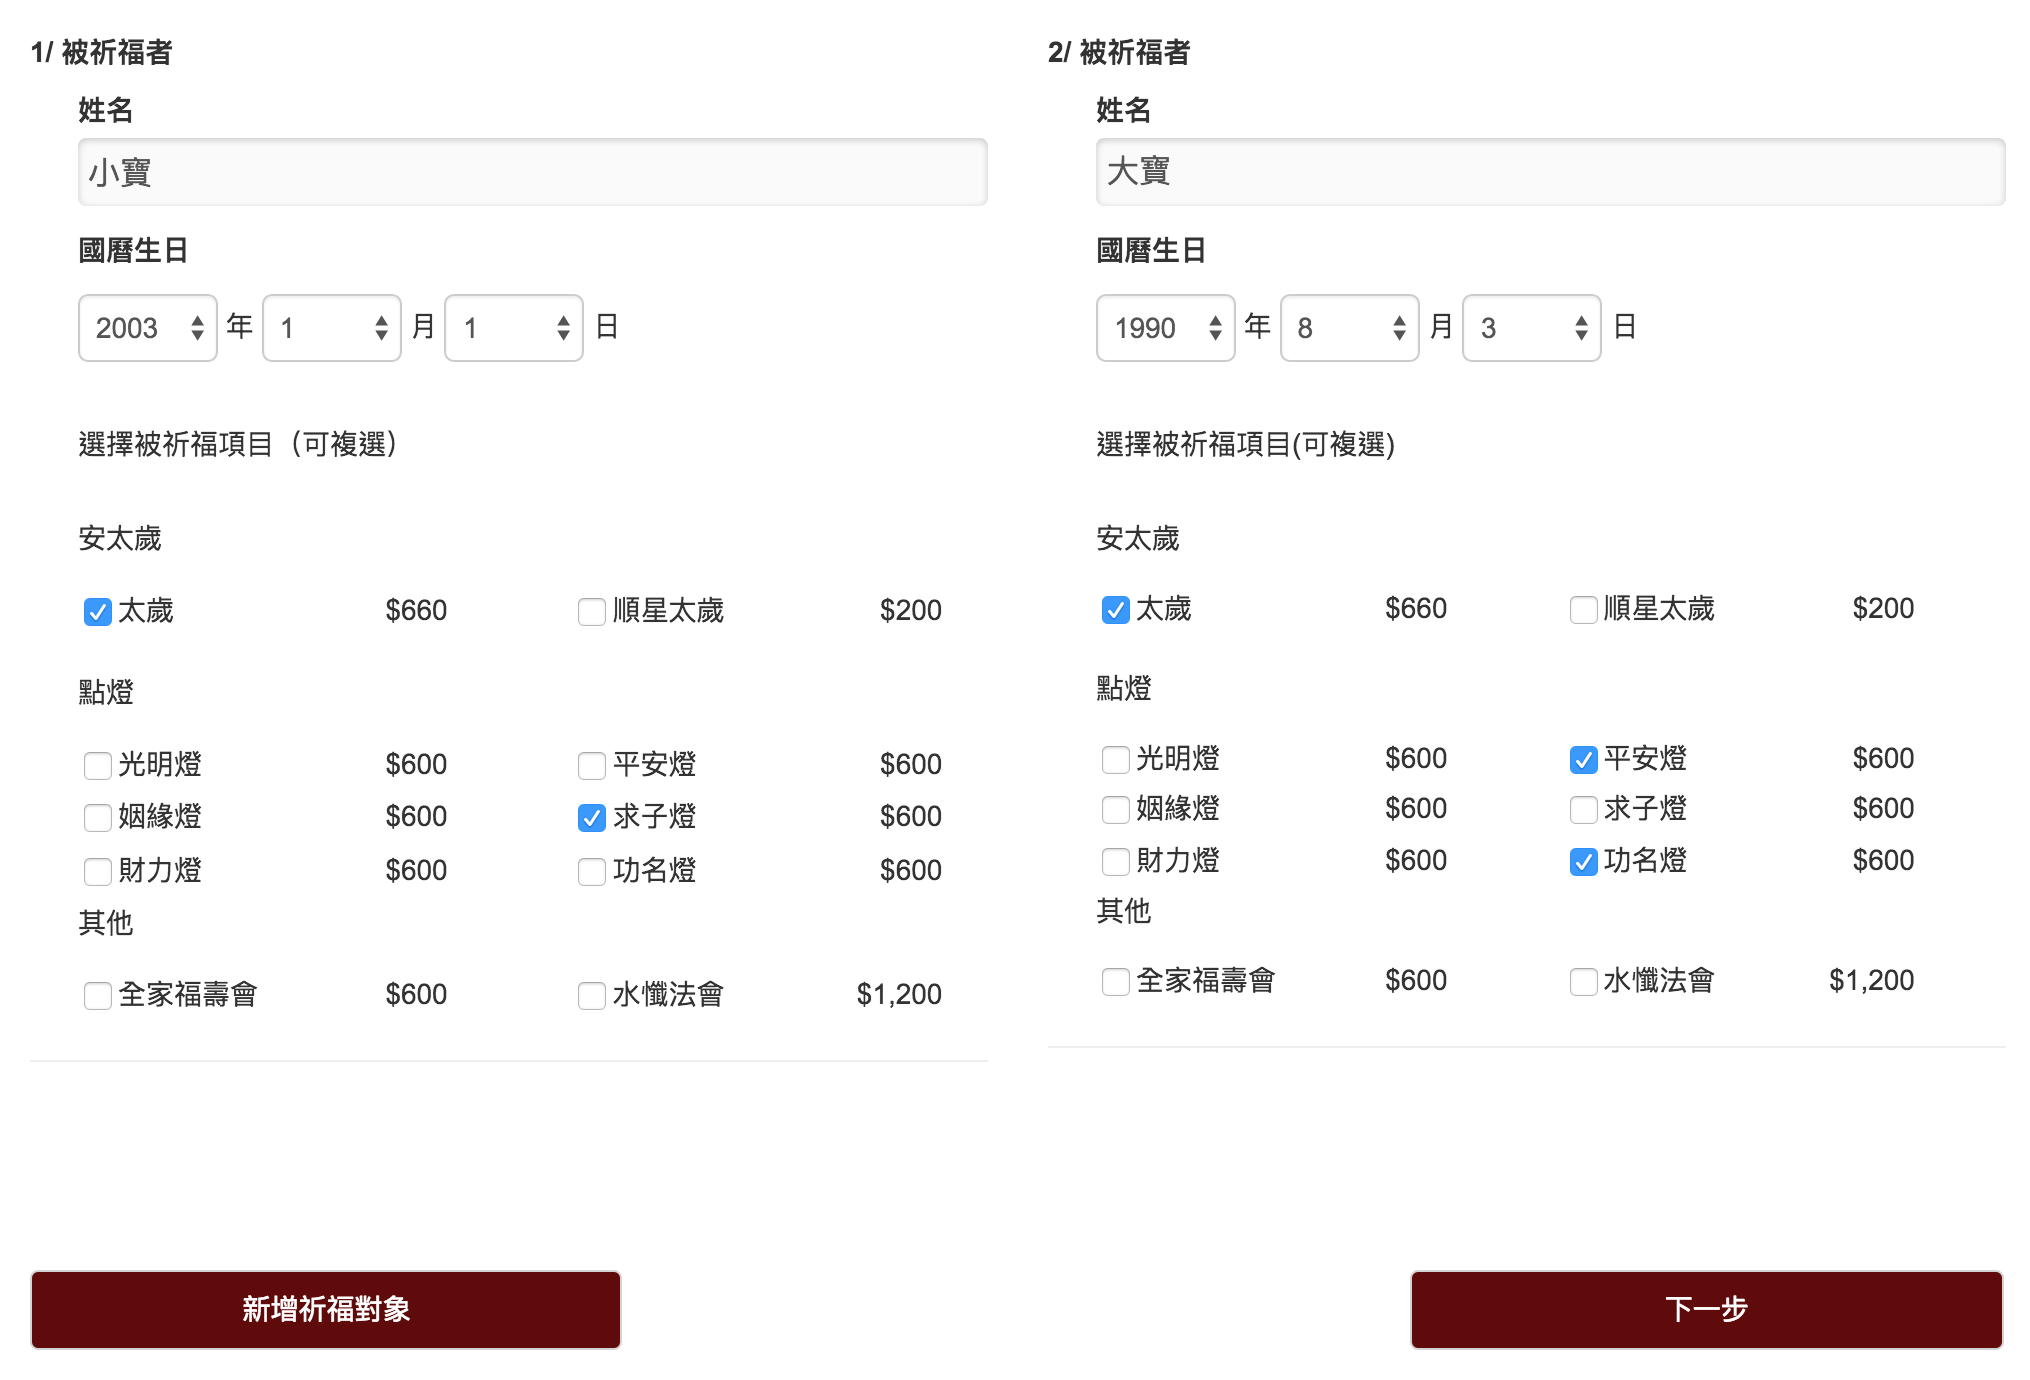 1/ 被祈福者
姓名
小寶
國曆生日
2003 年 1 月 1 日
選擇被祈福項目（可複選）
安太歲
太歲 $660 順星太歲 $200
點燈
光明燈 $600 平安燈 $600
姻緣燈 $600 求子燈 $600
財力燈 $600 功名燈 $600
其他
全家福壽會 $600 水懺法會 $1,200
2/ 被祈福者
姓名
大寶
國曆生日
1990 年 8 月 3 日
選擇被祈福項目(可複選)
安太歲
太歲 $660 順星太歲 $200
點燈
光明燈 $600 平安燈 $600
姻緣燈 $600 求子燈 $600
財力燈 $600 功名燈 $600
其他
全家福壽會 $600 水懺法會 $1,200
新增祈福對象
下一步